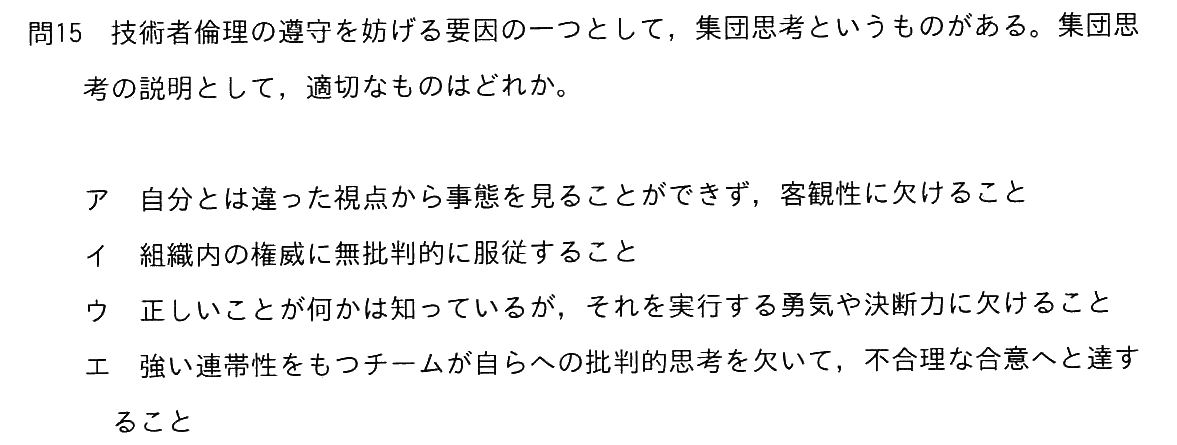 問15 技術者倫理の遵守を妨げる要因の一つとして，集団思考というものがある。集団思
考の説明として，適切なものはどれか。
ア 自分とは違った視点から事態を見ることができず，客観性に欠けること
イ 組織内の権威に無批判的に服従すること
ウ 正しいことが何かは知っているが，それを実行する勇気や決断力に欠けること
エ 強い連帯性をもつチームが自らへの批判的思考を欠いて，不合理な合意へと達す
ること